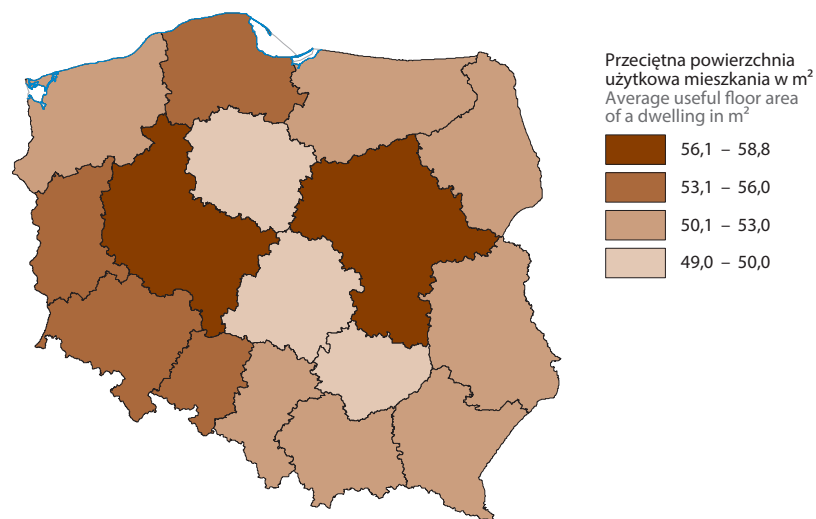 Przeciętna powierzchnia
użytkowa mieszkania w m²
Average useful floor area
of a dwelling in m²
56,1 – 58,8
53,1 – 56,0
50,1 – 53,0
49,0 – 50,0